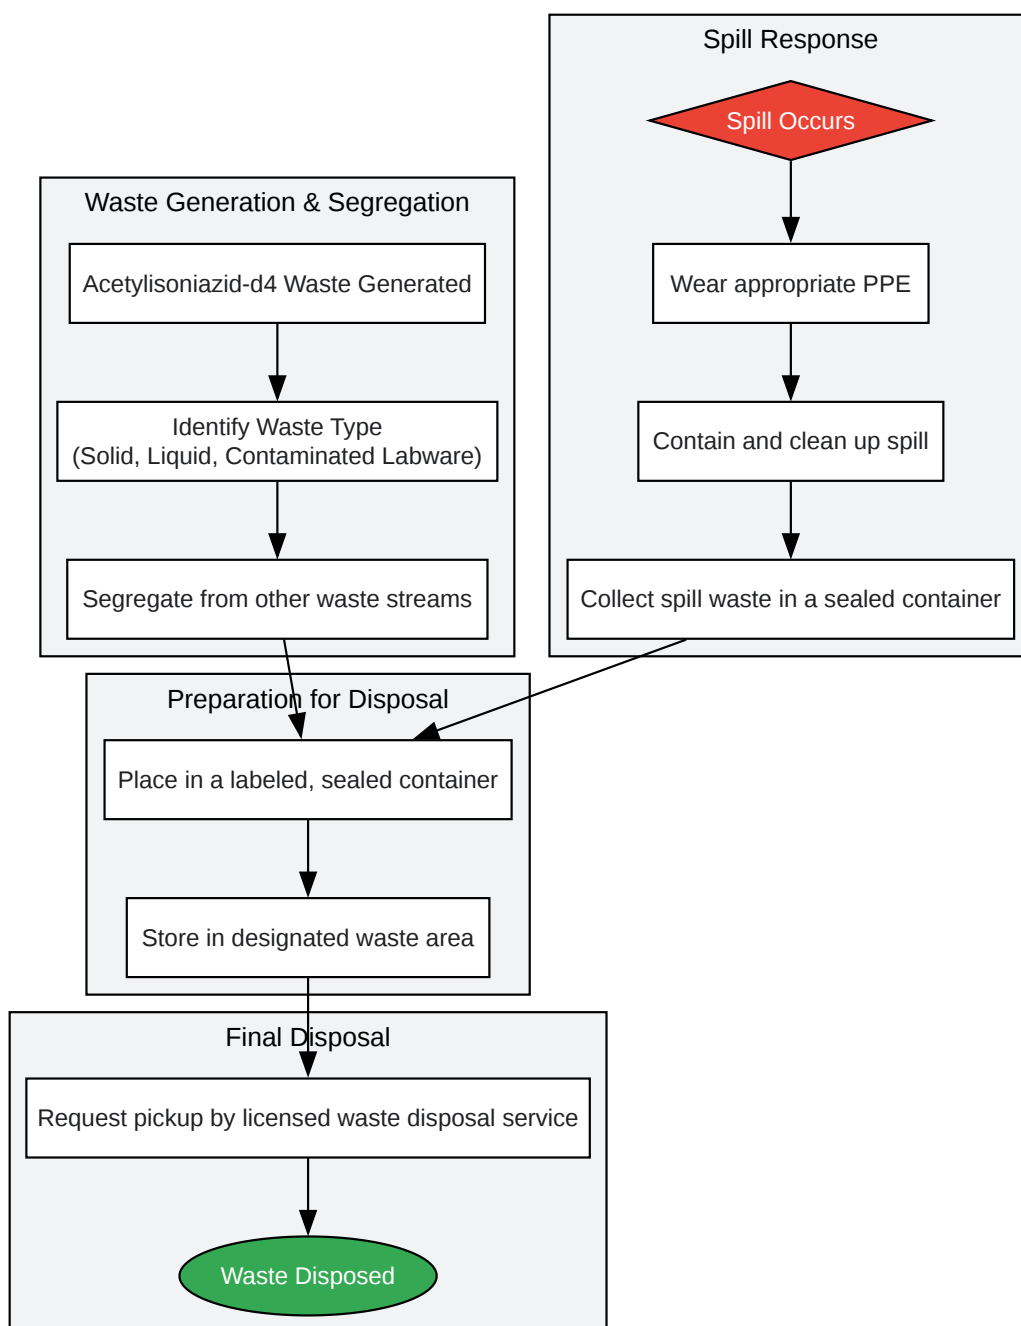 Spill Response
Spill Occurs
Wear appropriate PPE
Contain and clean up spill
Collect spill waste in a sealed container
Waste Generation & Segregation
Acetylisoniazid-d4 Waste Generated
Identify Waste Type
(Solid, Liquid, Contaminated Labware)
Segregate from other waste streams
Preparation for Disposal
Place in a labeled, sealed container
Store in designated waste area
Final Disposal
Request pickup by licensed waste disposal service
Waste Disposed